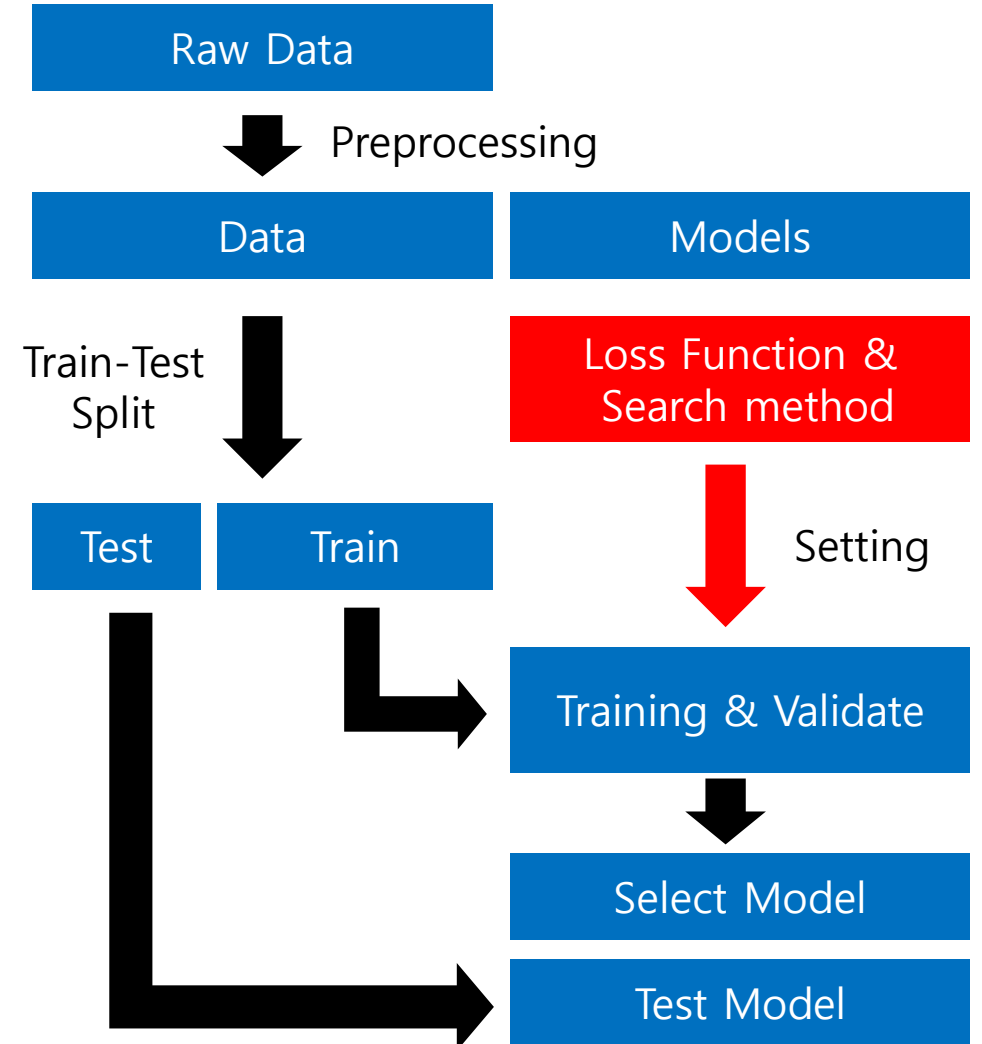 Raw Data
Preprocessing
Data
Models
Train-Test
Split
Loss Function &
Search method
Test
Train
Setting
Training & Validate
Select Model
Test Model